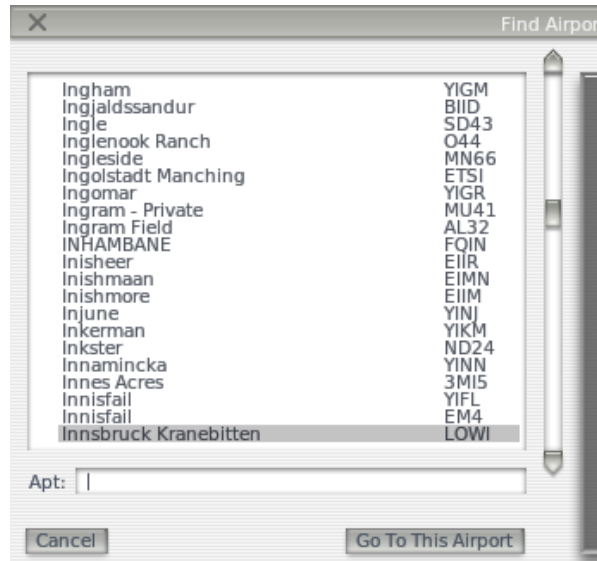 Find Airpor
Ingham YIGM
Ingjaldssandur BIID
Ingle SD43
Inglenook Ranch O44
Ingleside MN66
Ingolstadt Manching ETSI
Ingomar YIGR
Ingram - Private MU41
Ingram Field AL32
INHAMBANE FQIN
Inisheer EIIR
Inishmaan EIMN
Inishmore EIIM
Injune YINJ
Inkerman YIKM
Inkster ND24
Innamincka YINN
Innes Acres 3MI5
Innisfail YIFL
Innisfail EM4
Innsbruck Kranebitten LOWI
Apt:
Cancel Go To This Airport